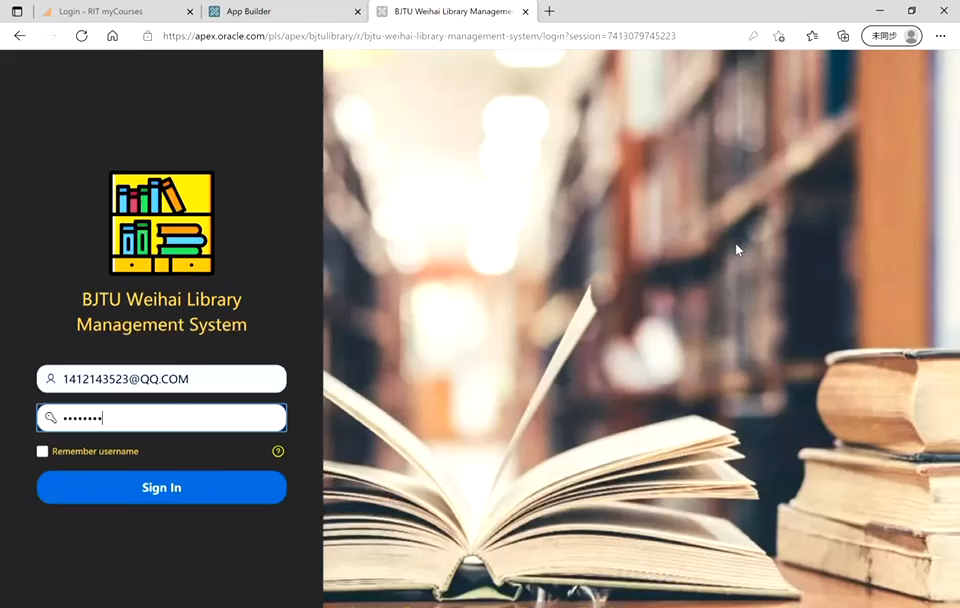 Login - RIT myCourses
App Builder
BJTU Weihai Library Manageme
https://apex.oracle.com/pls/apex/bjtulibrary/r/bjtu-weihai-library-management-system/login?session=7413079745223
未同步
BJTU Weihai Library
Management System
1412143523@QQ.COM
••••••••
Remember username
Sign In